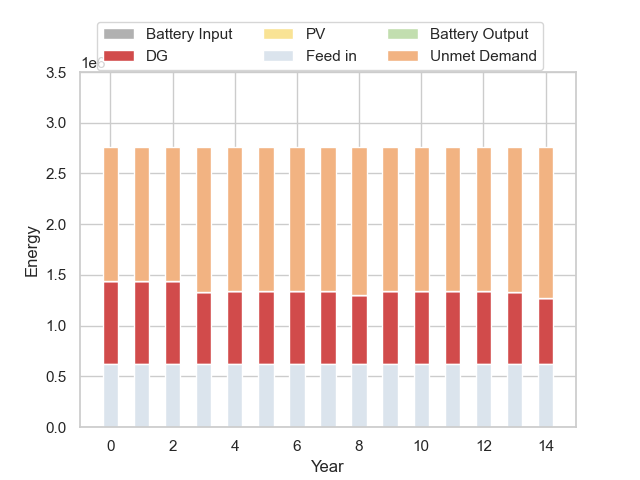 Battery Input PV Battery Output
DG Feed in Unmet Demand
1e6
3.5
3.0
2.5
2.0
1.5
1.0
0.5
0.0
Energy
0 2 4 6 8 10 12 14
Year